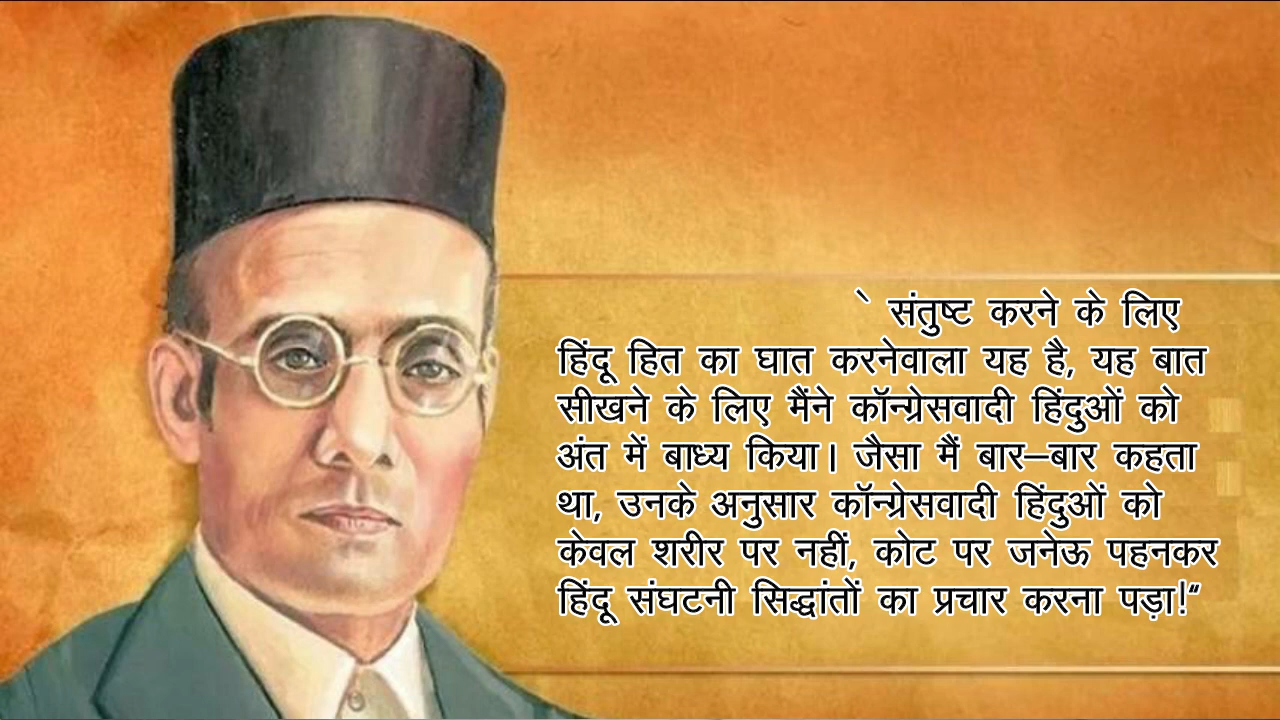 संतुष्ट करने के लिए
हिंदू हित का घात करनेवाला यह है, यह बात
सीखने के लिए मैंने कॉन्ग्रेसवादी हिंदुओं को
अंत में बाध्य किया। जैसा मैं बार–बार कहता
था, उनके अनुसार कॉन्ग्रेसवादी हिंदुओं को
केवल शरीर पर नहीं, कोट पर जनेऊ पहनकर
हिंदू संघटनी सिद्धांतों का प्रचार करना पड़ा!“